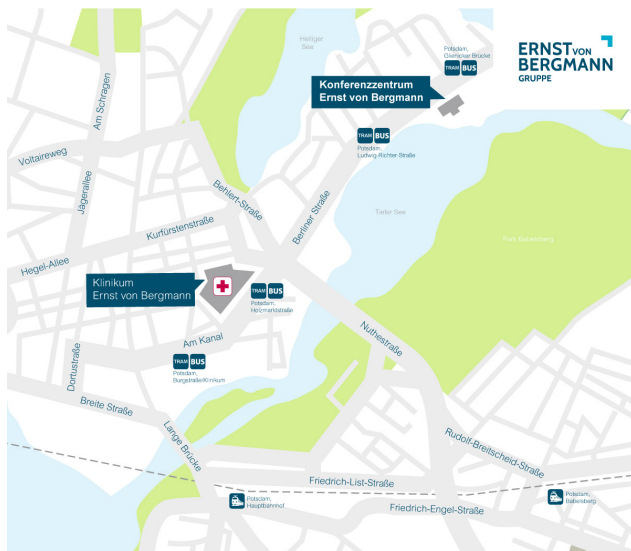 ERNST VON
BERGMANN
GRUPPE
Heiliger
See
Potsdam,
Glienicker Brücke
TRAM BUS
Konferenzzentrum
Ernst von Bergmann
TRAM BUS
Potsdam,
Ludwig-Richter-Straße
Am Schragen
Voltaireweg
Jägerallee
Behlert-Straße
Kurfürstenstraße
Berliner Straße
Tiefer See
Park Babelsberg
Hegel-Allee
Klinikum
Ernst von Bergmann
TRAM BUS
Potsdam,
Holzmarktstraße
Am Kanal
Nuthestraße
TRAM BUS
Potsdam,
Burgstraße/Klinikum
Dortustraße
Breite Straße
Lange Brücke
Rudolf-Breitscheid-Straße
Friedrich-List-Straße
Potsdam,
Hauptbahnhof
Friedrich-Engel-Straße
Potsdam,
Babelsberg